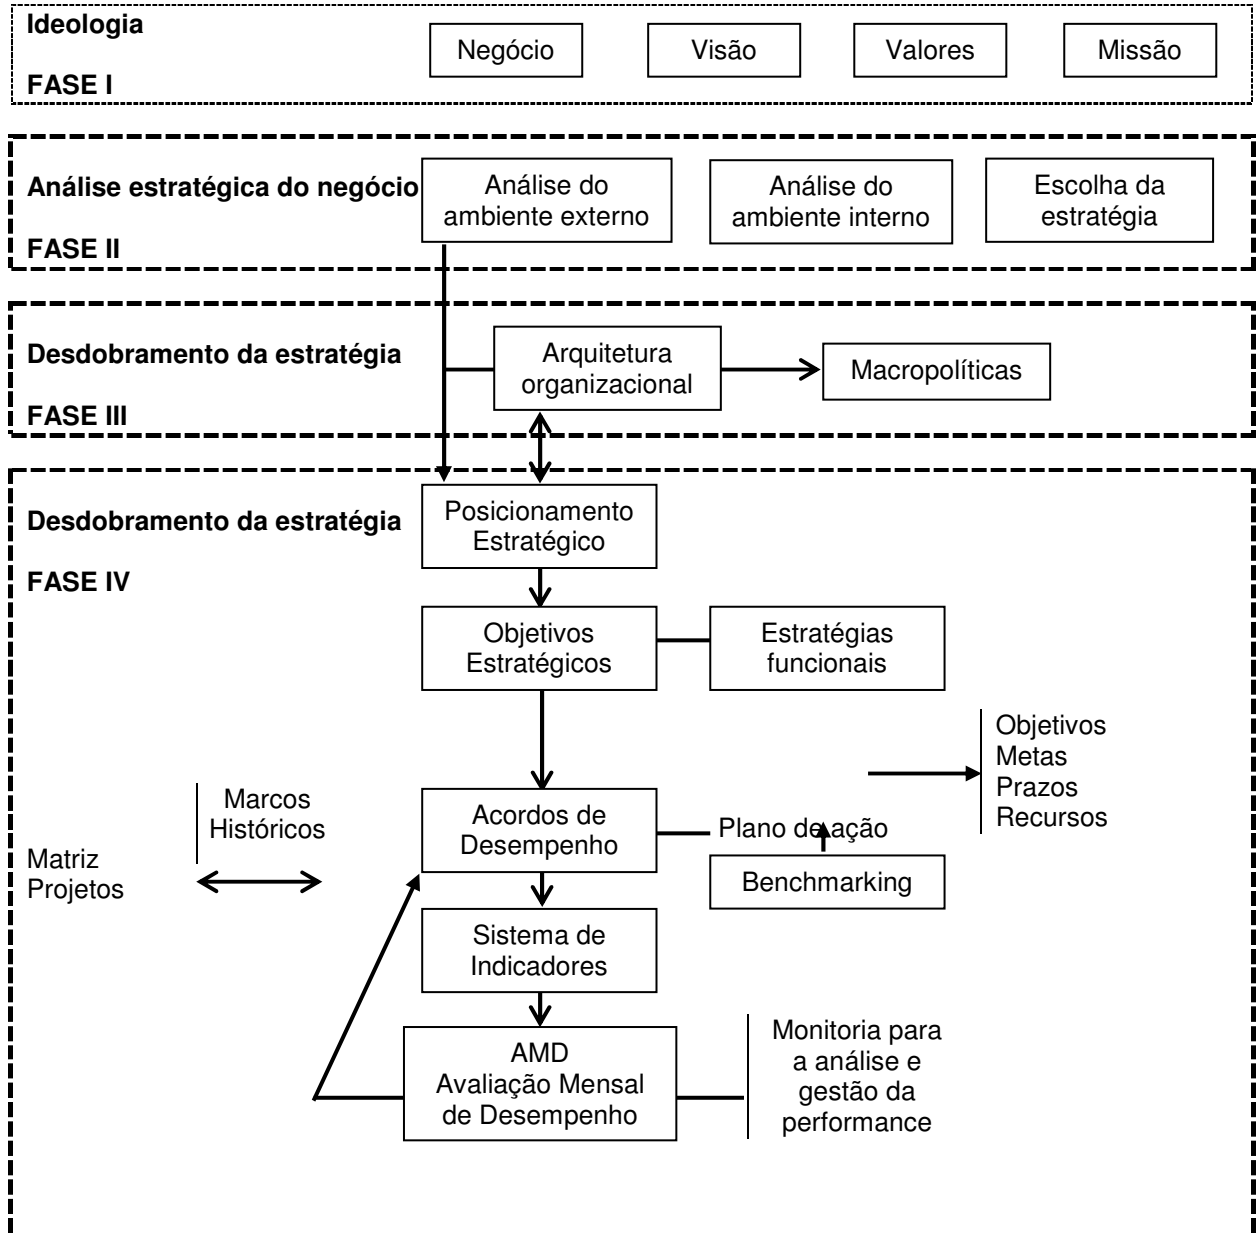 Ideologia
FASE I
Negócio
Visão
Valores
Missão
Análise estratégica do negócio
FASE II
Análise do
ambiente externo
Análise do
ambiente interno
Escolha da
estratégia
Desdobramento da estratégia
FASE III
Arquitetura
organizacional
Macropolíticas
Desdobramento da estratégia
FASE IV
Posicionamento
Estratégico
Objetivos
Estratégicos
Estratégias
funcionais
Objetivos
Metas
Prazos
Recursos
Marcos
Históricos
Matriz
Projetos
Acordos de
Desempenho
Plano de ação
Benchmarking
Sistema de
Indicadores
AMD
Avaliação Mensal
de Desempenho
Monitoria para
a análise e
gestão da
performance